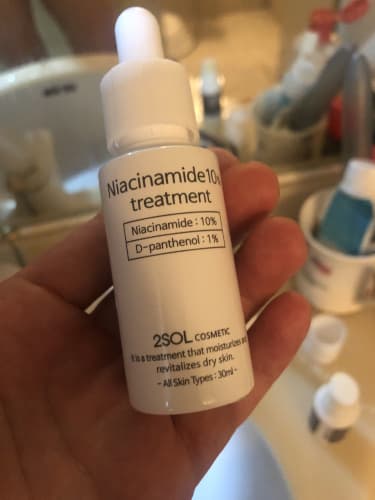 Niacinamide10s
treatment
Niacinamide : 10%
D-panthenol : 1%
2SOL COSMETIC
It is a treatment that moisturizes and
revitalizes dry skin.
- All Skin Types : 30ml -